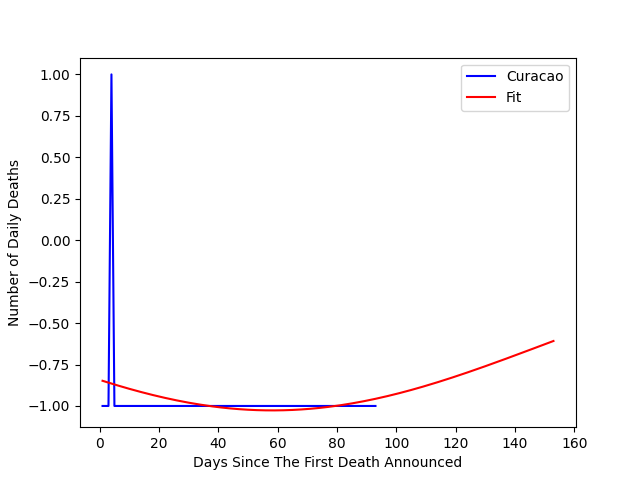 Curacao
Fit
1.00
0.75
0.50
0.25
0.00
−0.25
−0.50
−0.75
−1.00
Number of Daily Deaths
0 20 40 60 80 100 120 140 160
Days Since The First Death Announced